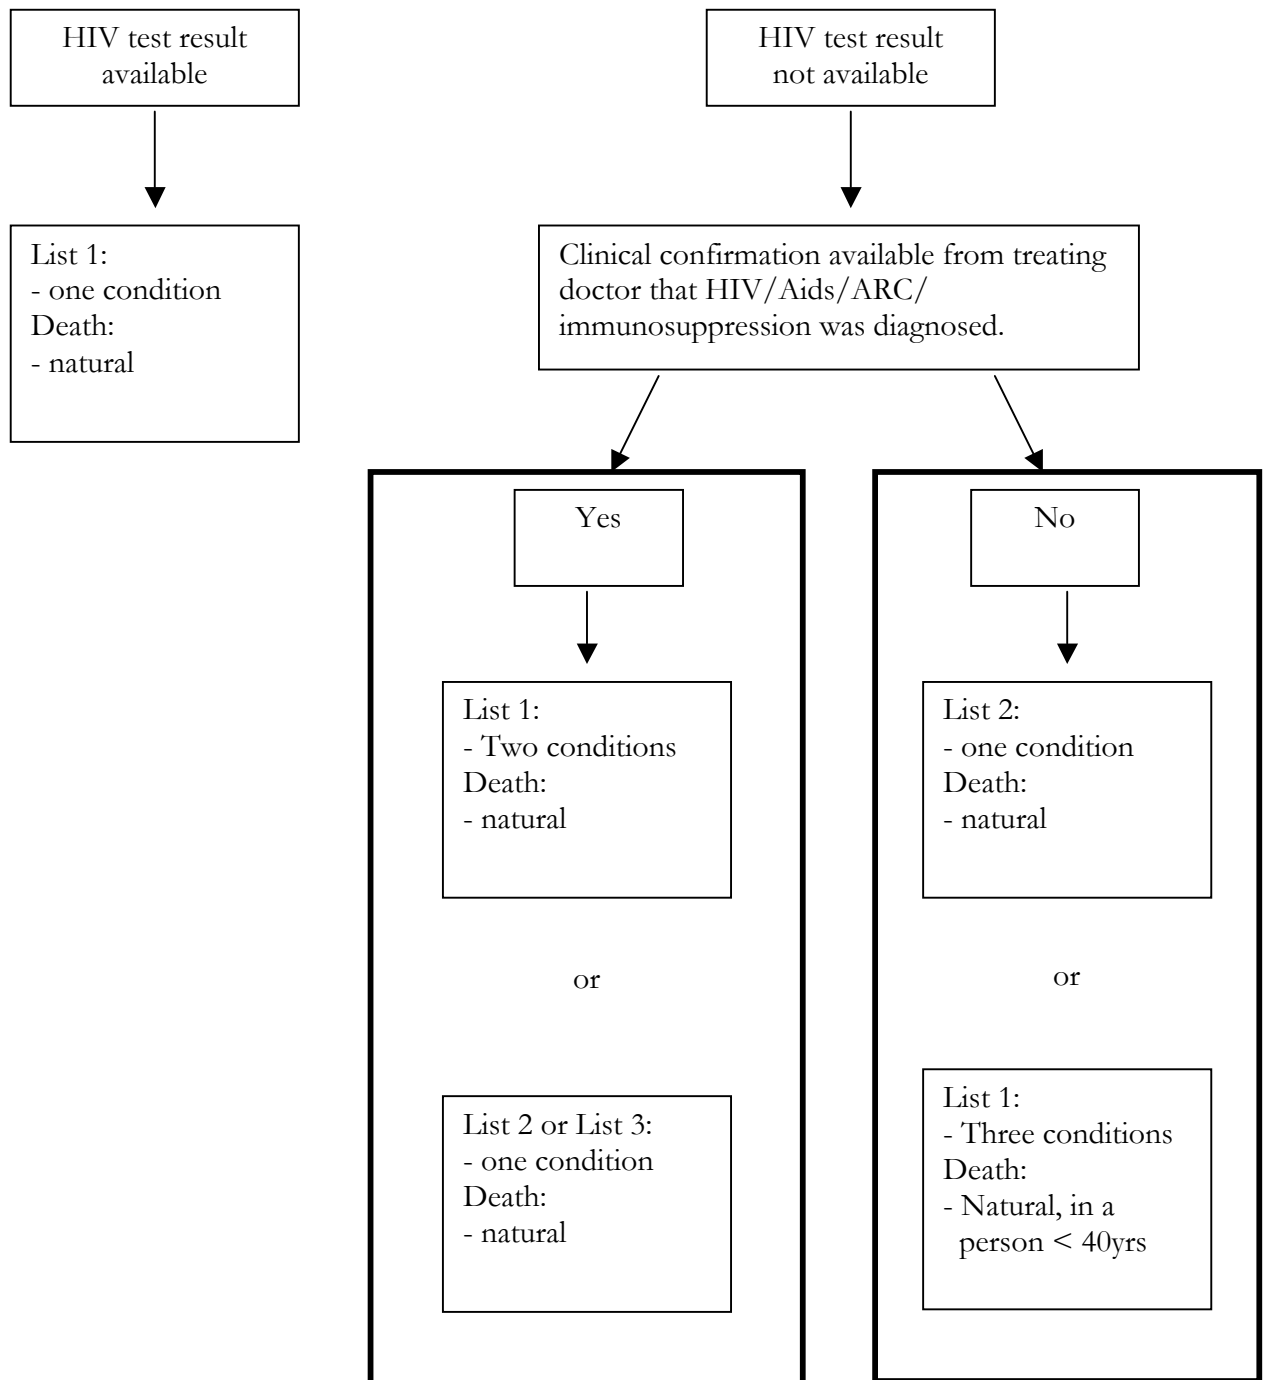 HIV test result
available
List 1:
- one condition
Death:
- natural
HIV test result
not available
Clinical confirmation available from treating
doctor that HIV/Aids/ARC/
immunosuppression was diagnosed.
Yes
List 1:
- Two conditions
Death:
- natural
or
List 2 or List 3:
- one condition
Death:
- natural
No
List 2:
- one condition
Death:
- natural
or
List 1:
- Three conditions
Death:
- Natural, in a
person < 40yrs